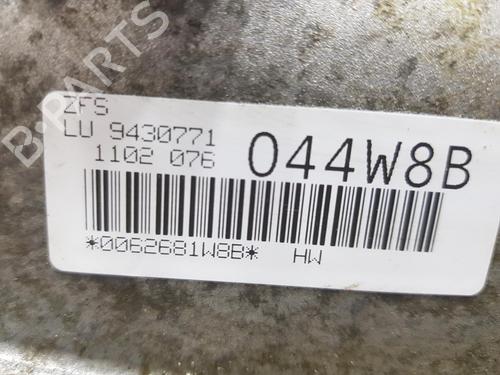 B-PARTS
ZFS
LU 9430771
1102 076
044W8B
*0062681W8B* HW